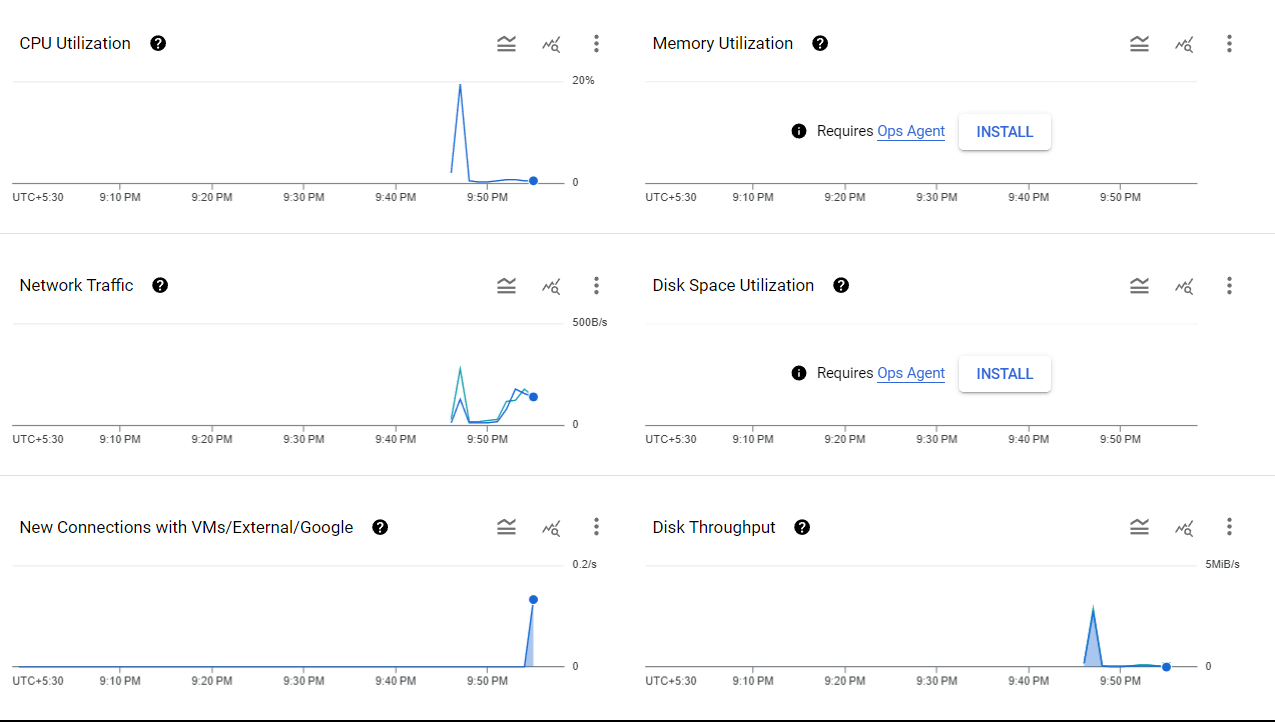 CPU Utilization
20%
0
UTC+5:30 9:10 PM 9:20 PM 9:30 PM 9:40 PM 9:50 PM
Memory Utilization
Requires Ops Agent INSTALL
UTC+5:30 9:10 PM 9:20 PM 9:30 PM 9:40 PM 9:50 PM
Network Traffic
500B/s
0
UTC+5:30 9:10 PM 9:20 PM 9:30 PM 9:40 PM 9:50 PM
Disk Space Utilization
Requires Ops Agent INSTALL
UTC+5:30 9:10 PM 9:20 PM 9:30 PM 9:40 PM 9:50 PM
New Connections with VMs/External/Google
0.2/s
0
UTC+5:30 9:10 PM 9:20 PM 9:30 PM 9:40 PM 9:50 PM
Disk Throughput
5MiB/s
0
UTC+5:30 9:10 PM 9:20 PM 9:30 PM 9:40 PM 9:50 PM